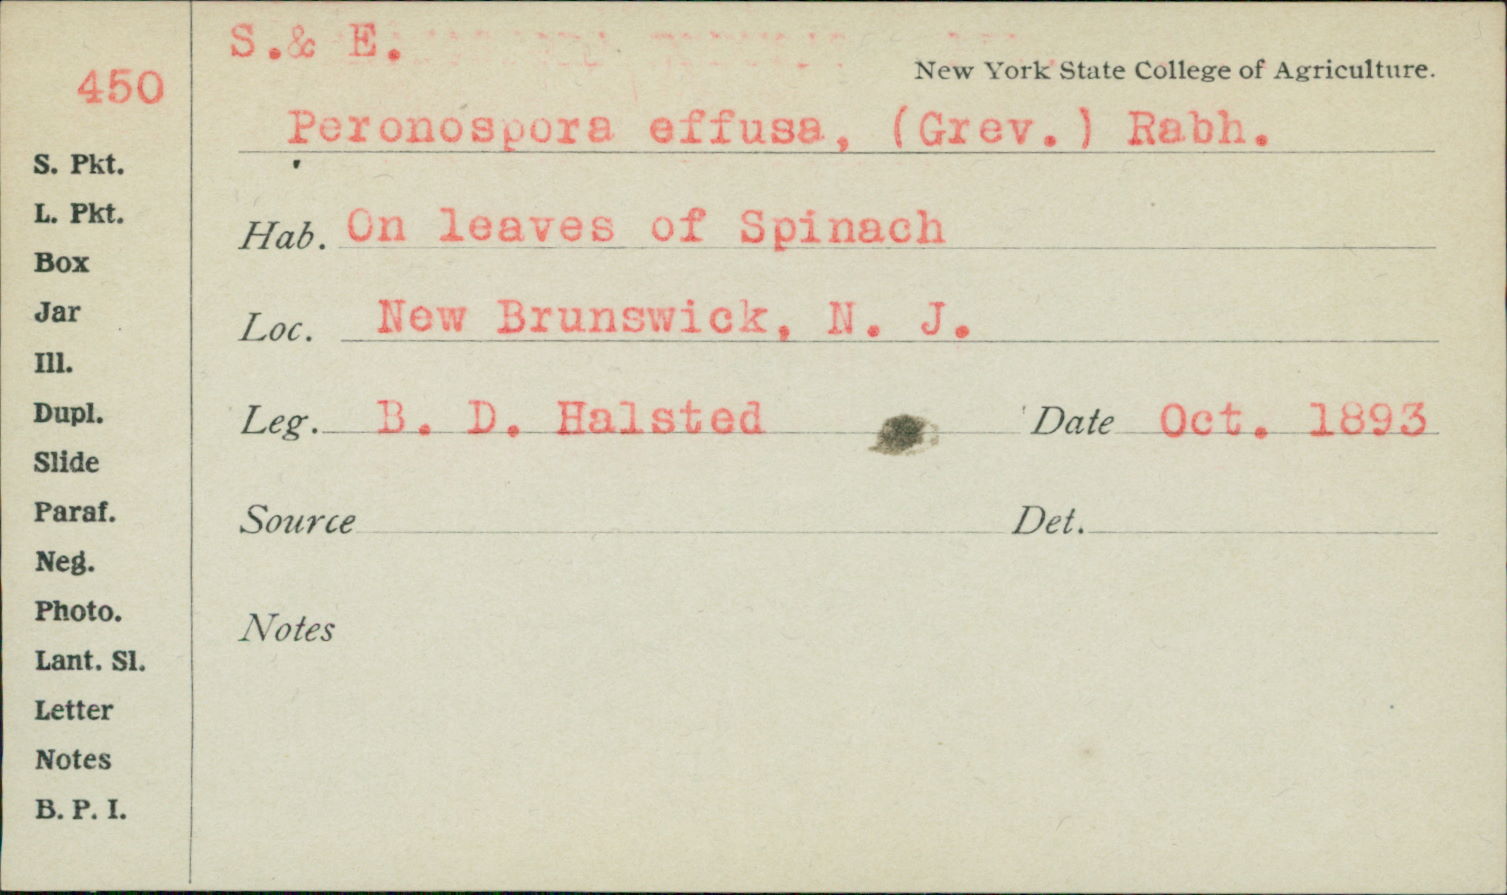 S.& E.
New York State College of Agriculture.
450
Peronospora effusa, (Grev.) Rabh.
S. Pkt.
L. Pkt.
Hab. On leaves of Spinach
Box
Jar
Loc. New Brunswick, N. J.
Ill.
Dupl.
Leg. B. D. Halsted Date Oct. 1893
Slide
Paraf.
Source Det.
Neg.
Photo.
Notes
Lant. Sl.
Letter
Notes
B. P. I.